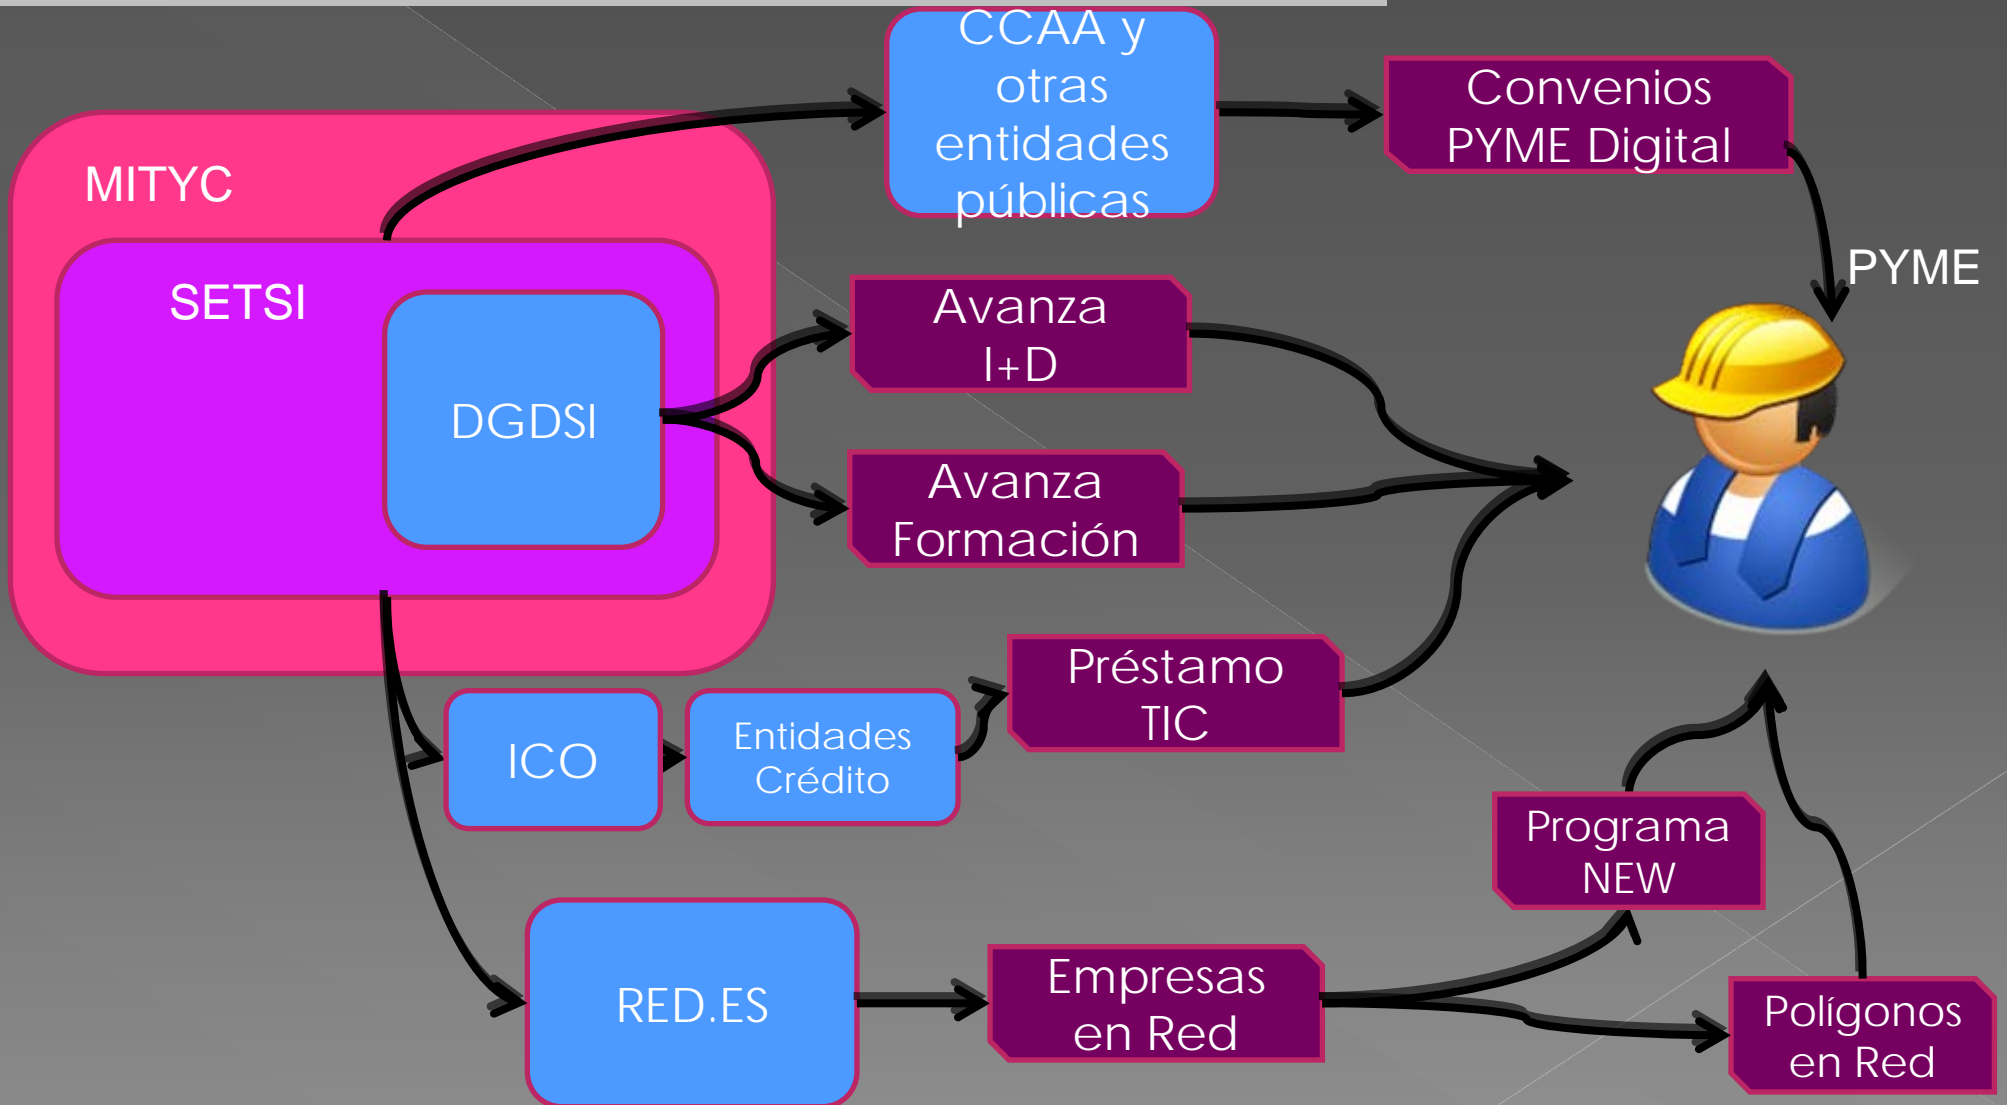 CCAA y
otras
entidades
públicas
Convenios
PYME Digital
MITYC
PYME
SETSI
Avanza
I+D
DGDSI
Avanza
Formación
Préstamo
TIC
ICO
Entidades
Crédito
Programa
NEW
RED.ES
Empresas
en Red
Polígonos
en Red